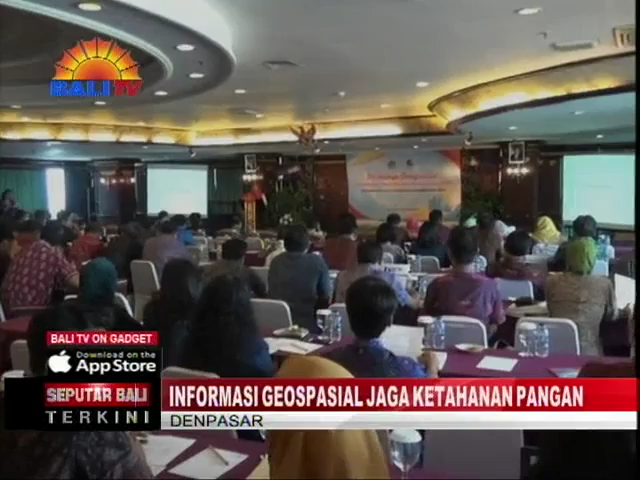 BALI TV
BALI TV ON GADGET
Download on the
App Store
SEPUTAR BALI
TERKINI
INFORMASI GEOSPASIAL JAGA KETAHANAN PANGAN
DENPASAR